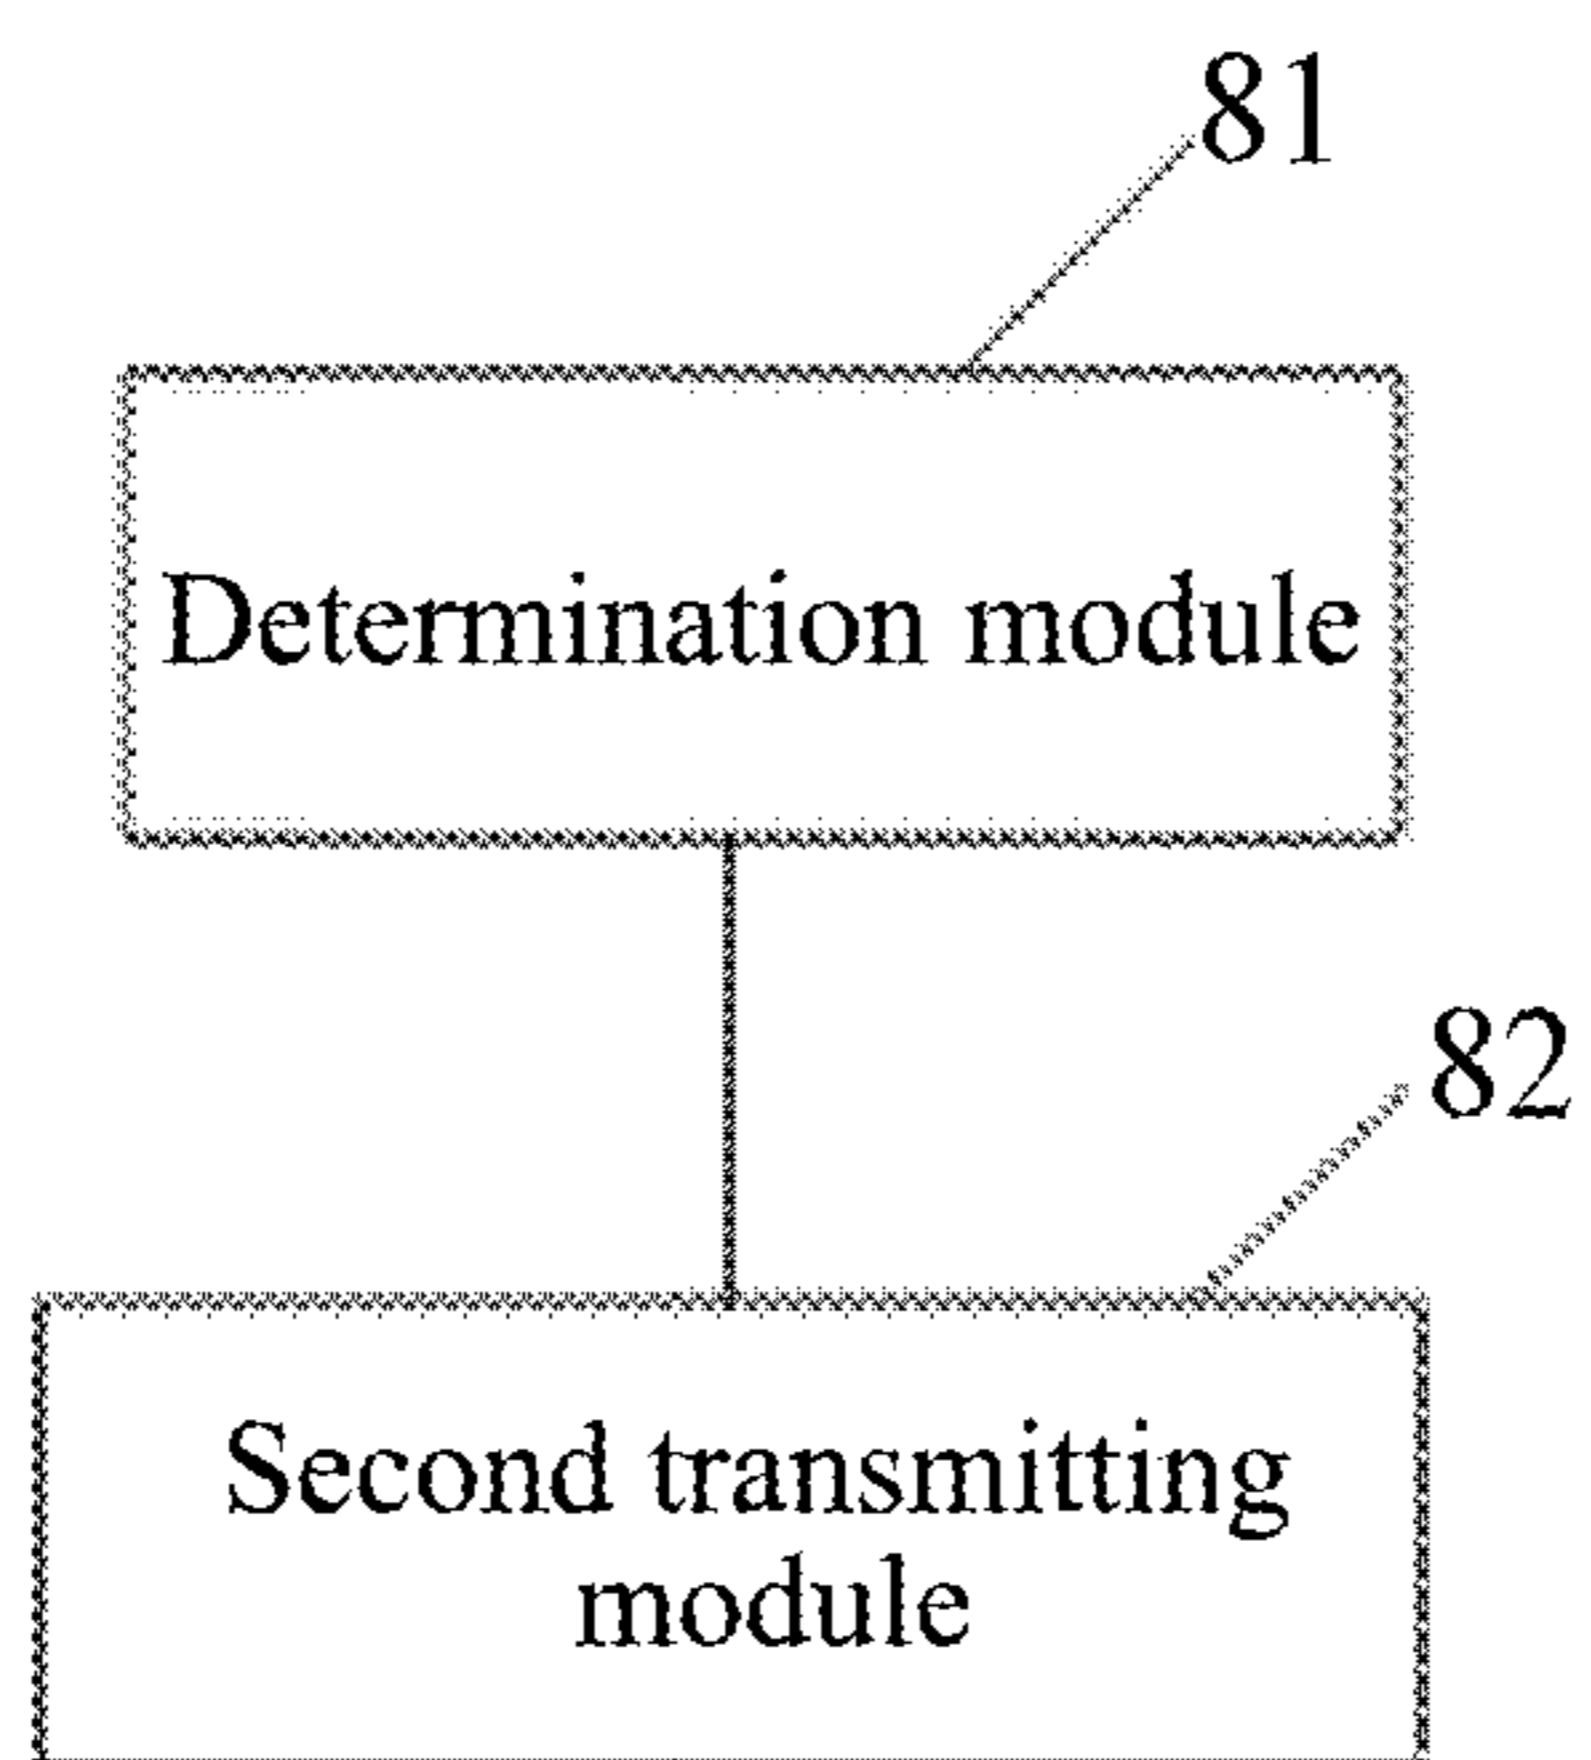 81
Determination module
82
Second transmitting
module